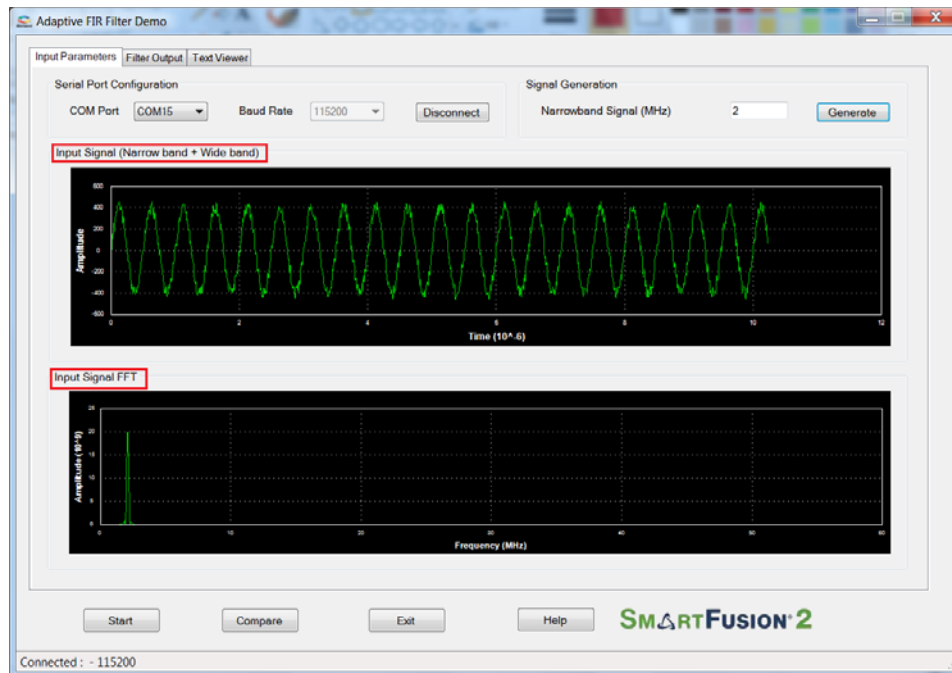 Adaptive FIR Filter Demo
Input Parameters Filter Output Text Viewer
Serial Port Configuration
COM Port COM15 Baud Rate 115200 Disconnect
Signal Generation
Narrowband Signal (MHz) 2 Generate
Input Signal (Narrow band + Wide band)
600
400
200
0
-200
-400
-600
Amplitude
0 2 4 6 8 10 12
Time (10^-6)
Input Signal FFT
25
20
15
10
5
0
Amplitude (10^9)
0 10 20 30 40 50 60
Frequency (MHz)
Start Compare Exit Help SMARTFUSION®2
Connected : - 115200